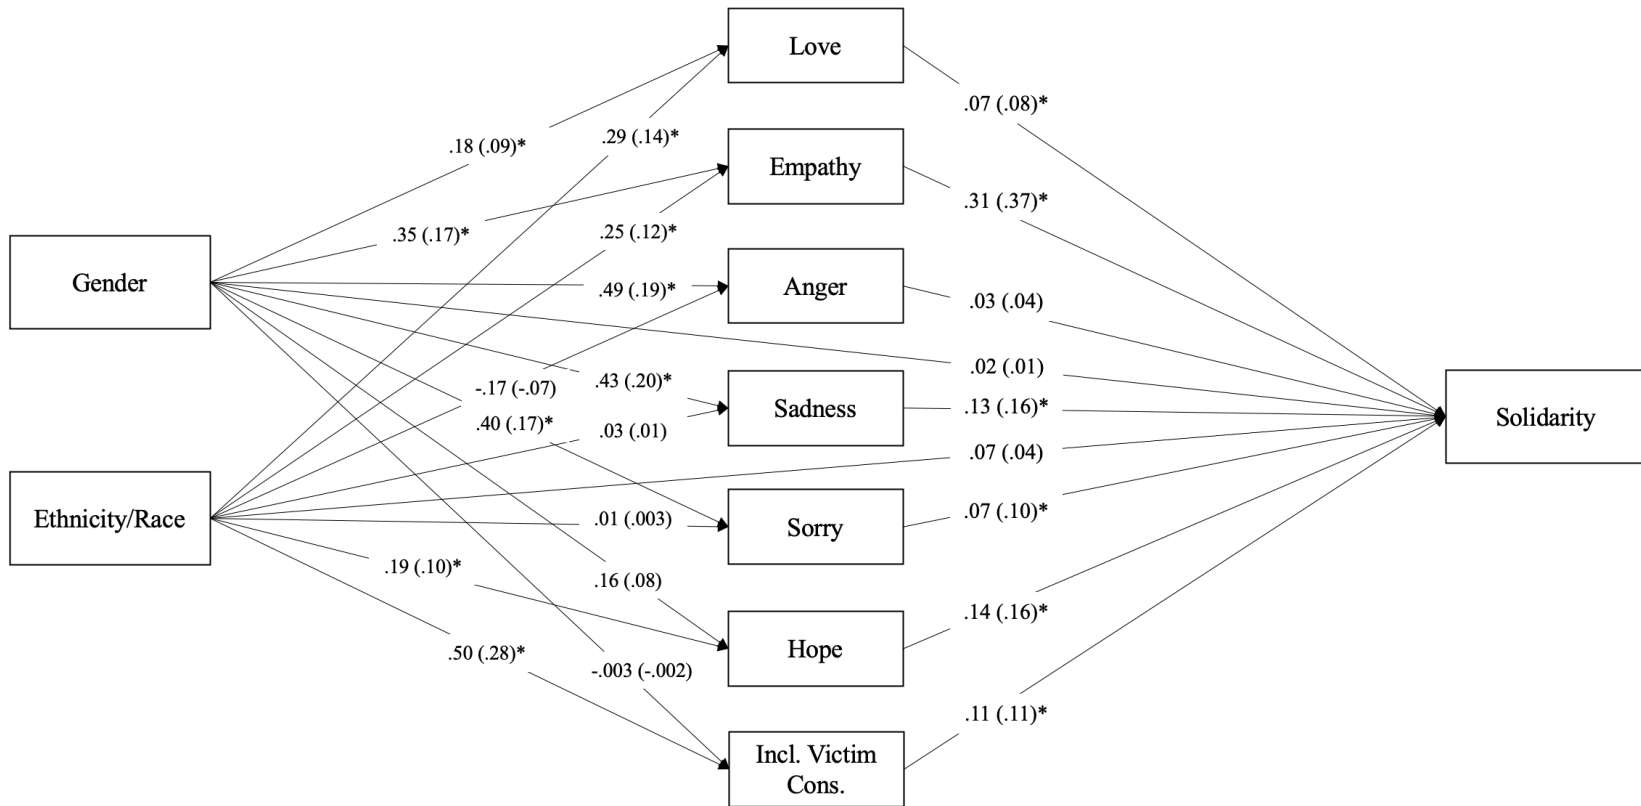 Love
.07 (.08)*
.29 (.14)*
.18 (.09)*
Empathy
.31 (.37)*
.25 (.12)*
.35 (.17)*
Gender
Anger
.49 (.19)*
.03 (.04)
.02 (.01)
-.17 (-.07)
.43 (.20)*
Sadness
.13 (.16)*
Solidarity
.40 (.17)*
.03 (.01)
.07 (.04)
Ethnicity/Race
.01 (.003)
Sorry
.07 (.10)*
.19 (.10)*
.16 (.08)
.14 (.16)*
Hope
.50 (.28)*
-.003 (-.002)
.11 (.11)*
Incl. Victim
Cons.